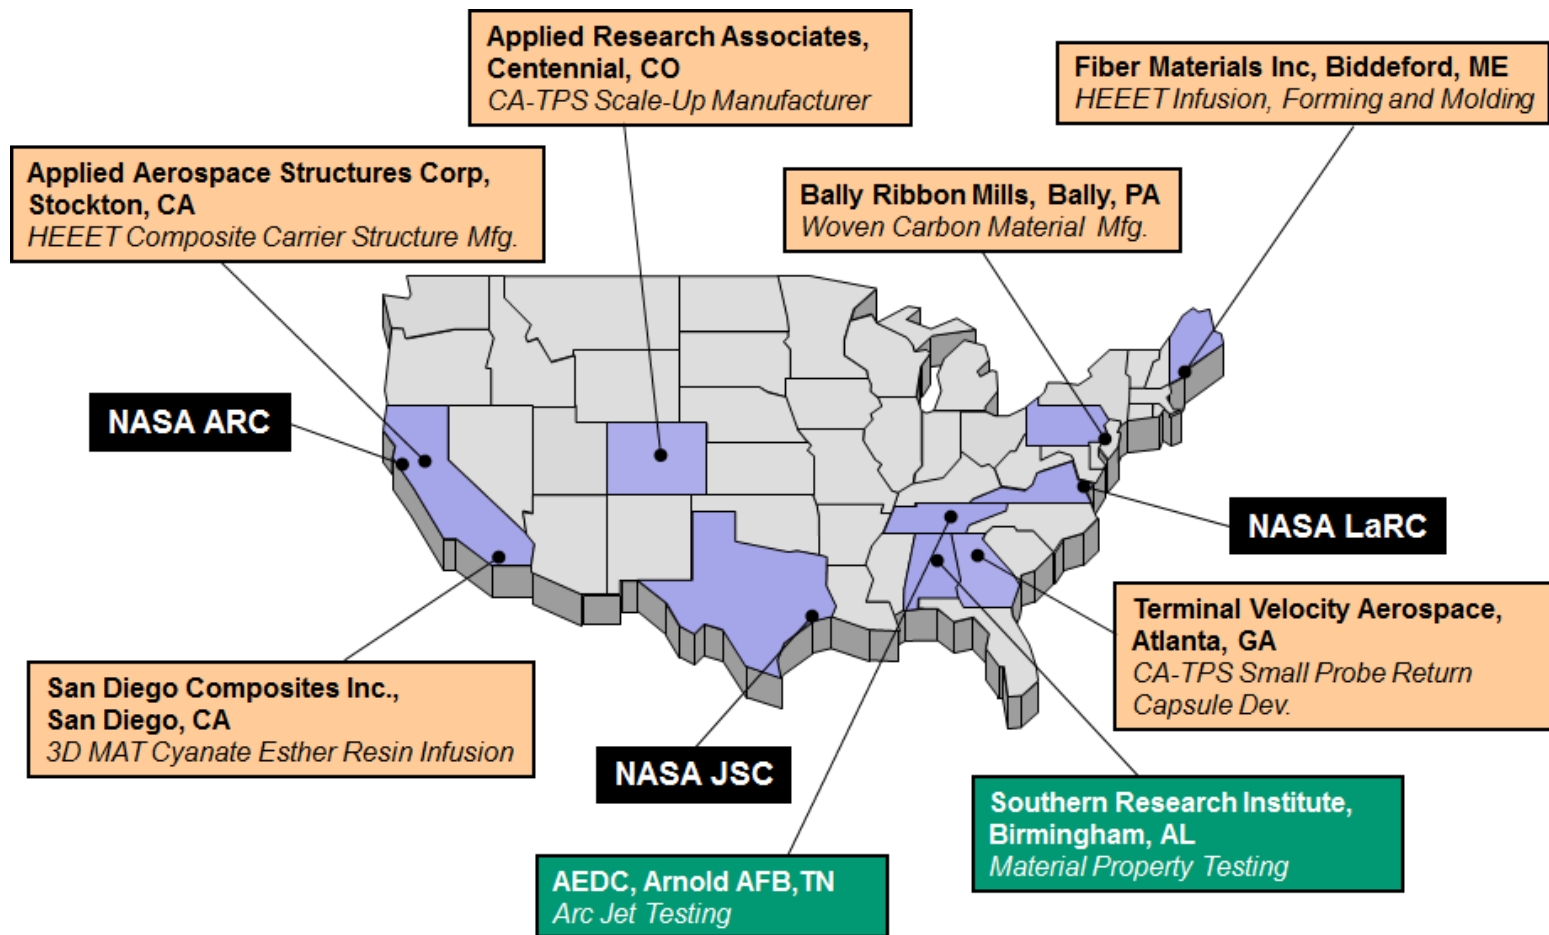 Applied Research Associates,
Centennial, CO
CA-TPS Scale-Up Manufacturer
Fiber Materials Inc, Biddeford, ME
HEEET Infusion, Forming and Molding
Applied Aerospace Structures Corp,
Stockton, CA
HEEET Composite Carrier Structure Mfg.
Bally Ribbon Mills, Bally, PA
Woven Carbon Material Mfg.
NASA ARC
NASA LaRC
Terminal Velocity Aerospace,
Atlanta, GA
CA-TPS Small Probe Return
Capsule Dev.
San Diego Composites Inc.,
San Diego, CA
3D MAT Cyanate Esther Resin Infusion
NASA JSC
Southern Research Institute,
Birmingham, AL
Material Property Testing
AEDC, Arnold AFB,TN
Arc Jet Testing